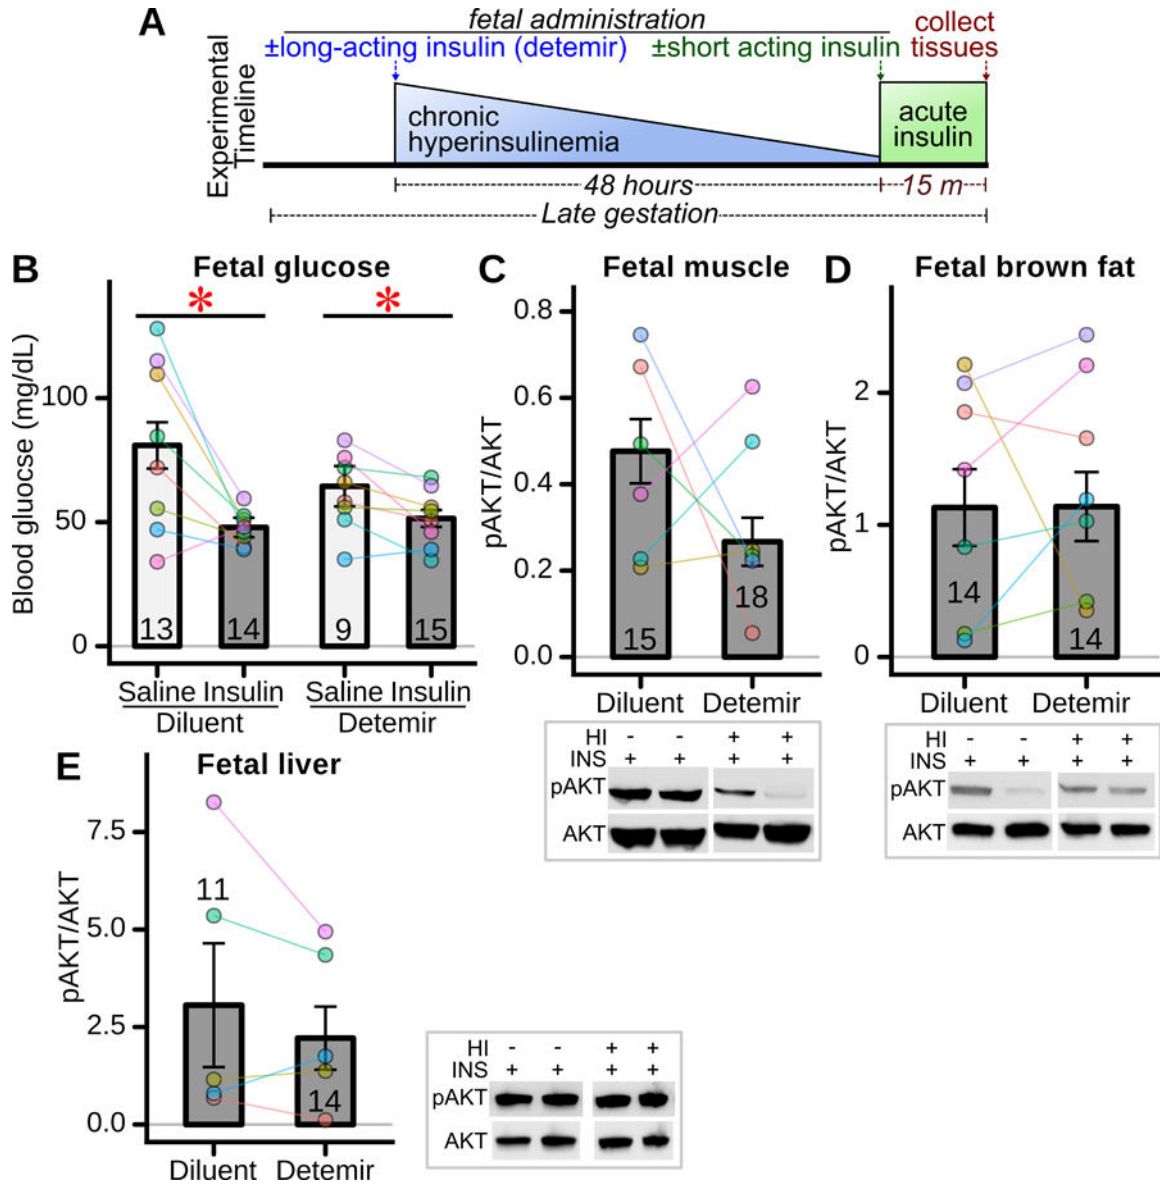 A
fetal administration
collect
±long-acting insulin (detemir)
±short acting insulin
tissues
Experimental
Timeline
chronic
hyperinsulinemia
acute
insulin
48 hours
15 m
Late gestation
B
Fetal glucose
*
*
Blood gluocse (mg/dL)
100
50
0
13
14
9
15
Saline Insulin
Saline Insulin
Diluent
Detemir
C
Fetal muscle
pAKT/AKT
0.8
0.6
0.4
0.2
0.0
15
18
Diluent
Detemir
HI - - + +
INS + + + +
pAKT
AKT
D
Fetal brown fat
pAKT/AKT
2
1
0
14
14
Diluent
Detemir
HI - - + +
INS + + + +
pAKT
AKT
E
Fetal liver
pAKT/AKT
7.5
5.0
2.5
0.0
11
14
Diluent
Detemir
HI - - + +
INS + + + +
pAKT
AKT